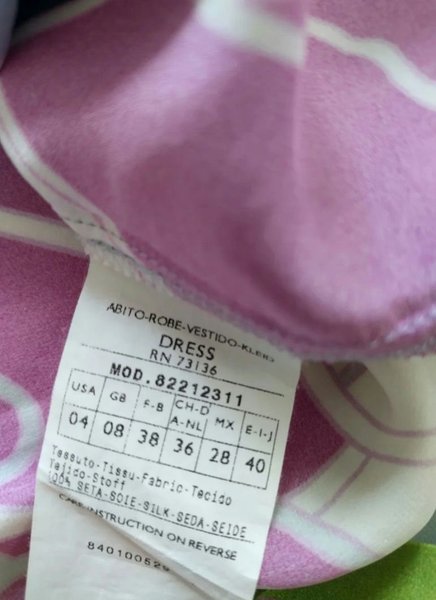 ABITO-ROBE-VESTIDO-KLEID
DRESS
RN 73136
MOD.82212311
USA GB F-B CH-D A-NL MX E-I-J
04 08 38 36 28 40
Tessuto-Tissu-Fabric-Tecido
Tejido-Stoff
100% SETA-SOIE-SILK-SEDA-SEIDE
CARE INSTRUCTION ON REVERSE
840100529